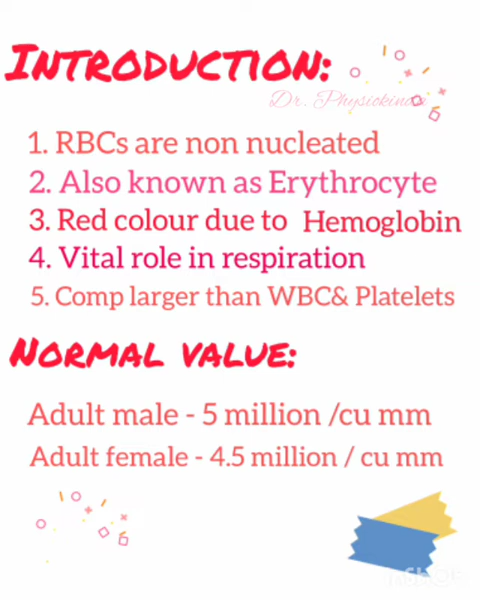 INTRODUCTION:
Dr. Physickinda
1. RBCs are non nucleated
2. Also known as Erythrocyte
3. Red colour due to Hemoglobin
4. Vital role in respiration
5. Comp larger than WBC& Platelets
NORMAL VALUE:
Adult male - 5 million /cu mm
Adult female - 4.5 million / cu mm